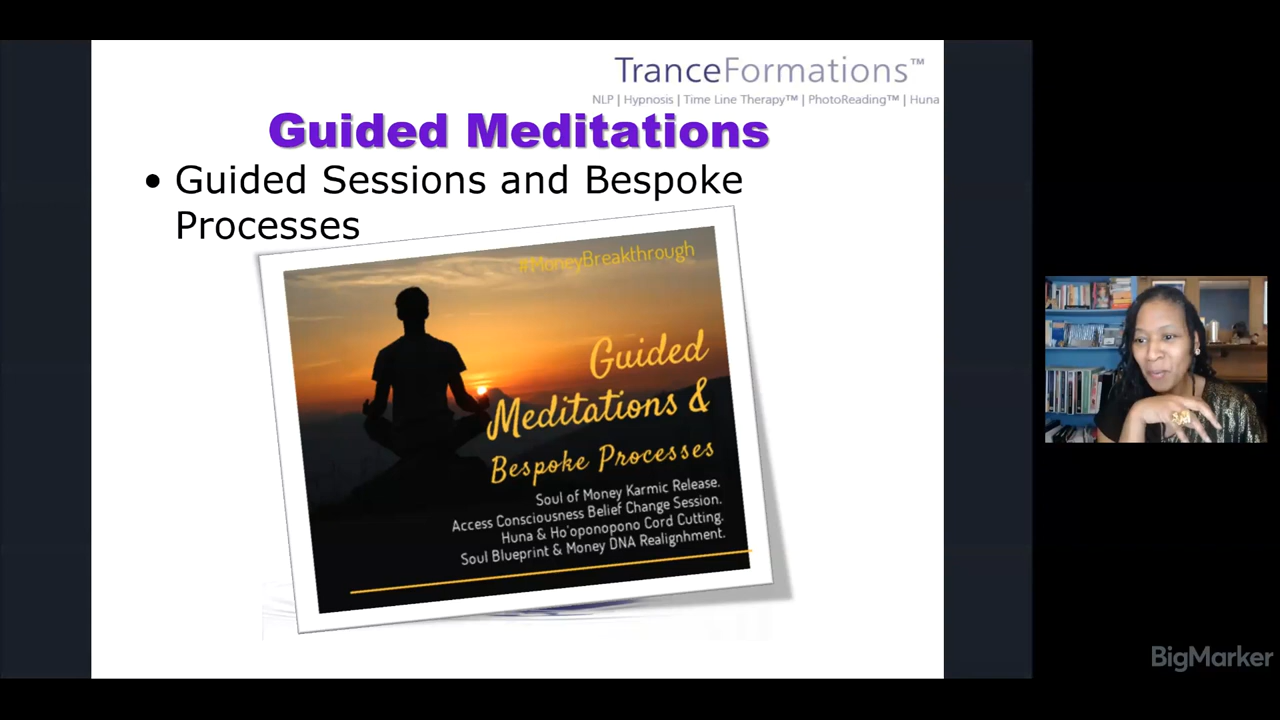 TranceFormations™
NLP | Hypnosis | Time Line Therapy™ | PhotoReading™ | Huna
Guided Meditations
• Guided Sessions and Bespoke
Processes
#MoneyBreakthrough
Guided
Meditations &
Bespoke Processes
Soul of Money Karmic Release.
Access Consciousness Belief Change Session.
Huna & Ho'oponopono Cord Cutting.
Soul Blueprint & Money DNA Realignhment.
BigMarker